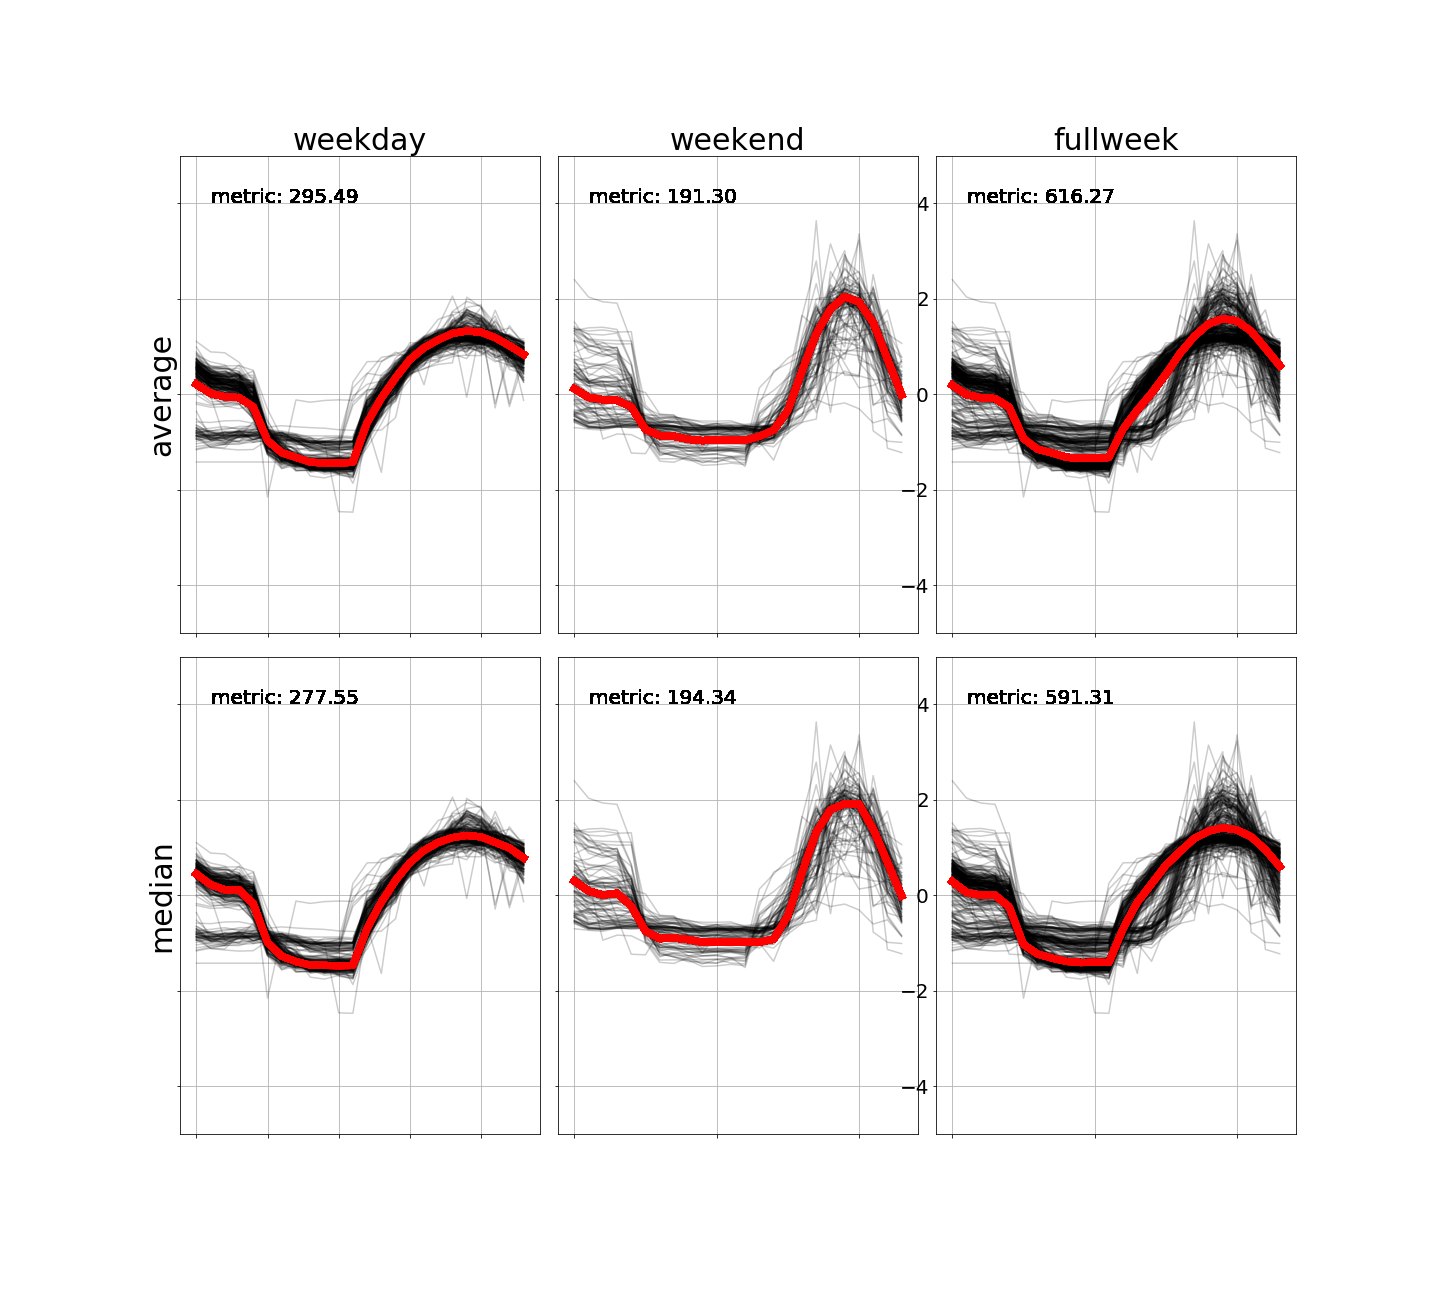 weekday weekend fullweek
average
metric: 295.49
metric: 191.30
metric: 616.27
4
2
0
−2
−4
median
metric: 277.55
metric: 194.34
metric: 591.31
4
2
0
−2
−4